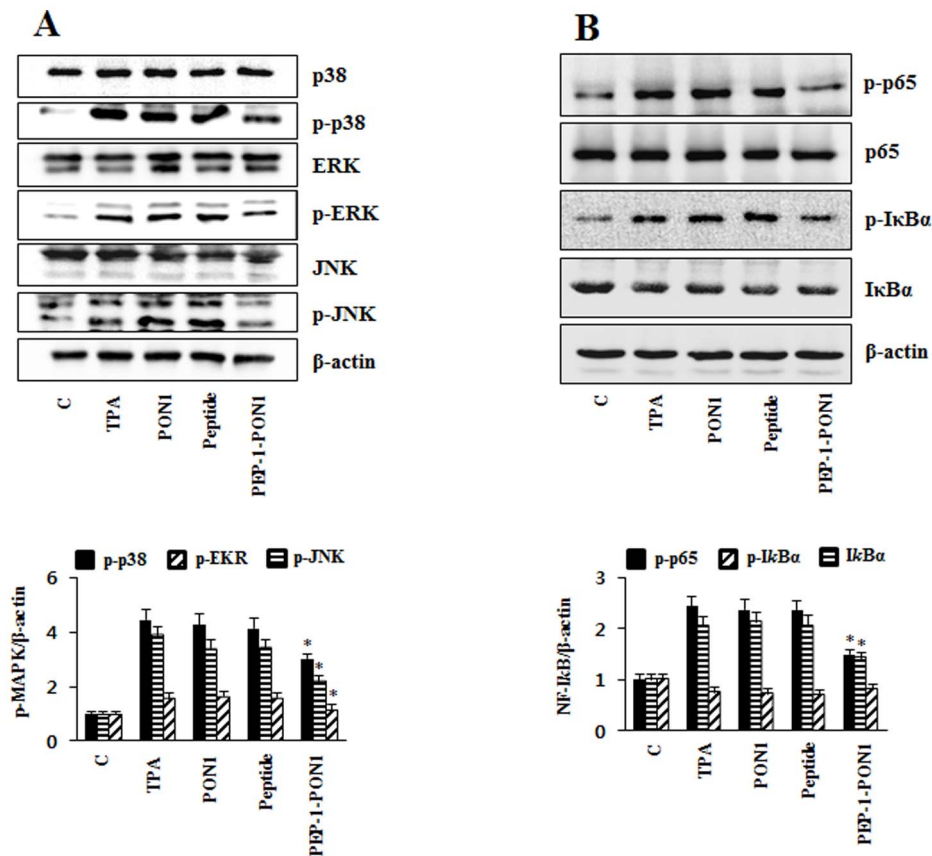 A
p38
p-p38
ERK
p-ERK
JNK
p-JNK
β-actin
C
TPA
PON1
Peptide
PEP-1-PON1
p-p38 p-EKR p-JNK
p-MAPK/β-actin
6
4
2
0
* * *
C
TPA
PON1
Peptide
PEP-1-PON1
B
p-p65
p65
p-IκBα
IκBα
β-actin
C
TPA
PON1
Peptide
PEP-1-PON1
p-p65 p-IkBα IkBα
NF-IkB/β-actin
3
2
1
0
* *
C
TPA
PON1
Peptide
PEP-1-PON1